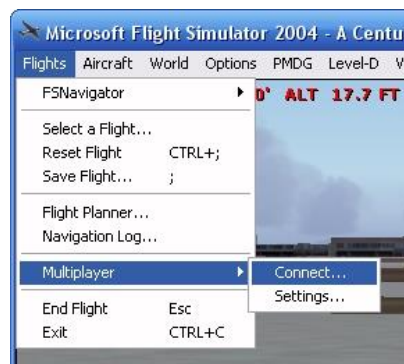 Microsoft Flight Simulator 2004 - A Centu
Flights Aircraft World Options PMDG Level-D
FSNavigator
0' ALT 17.7 FT
Select a Flight...
Reset Flight CTRL+;
Save Flight... ;
Flight Planner...
Navigation Log...
Multiplayer
Connect...
Settings...
End Flight Esc
Exit CTRL+C